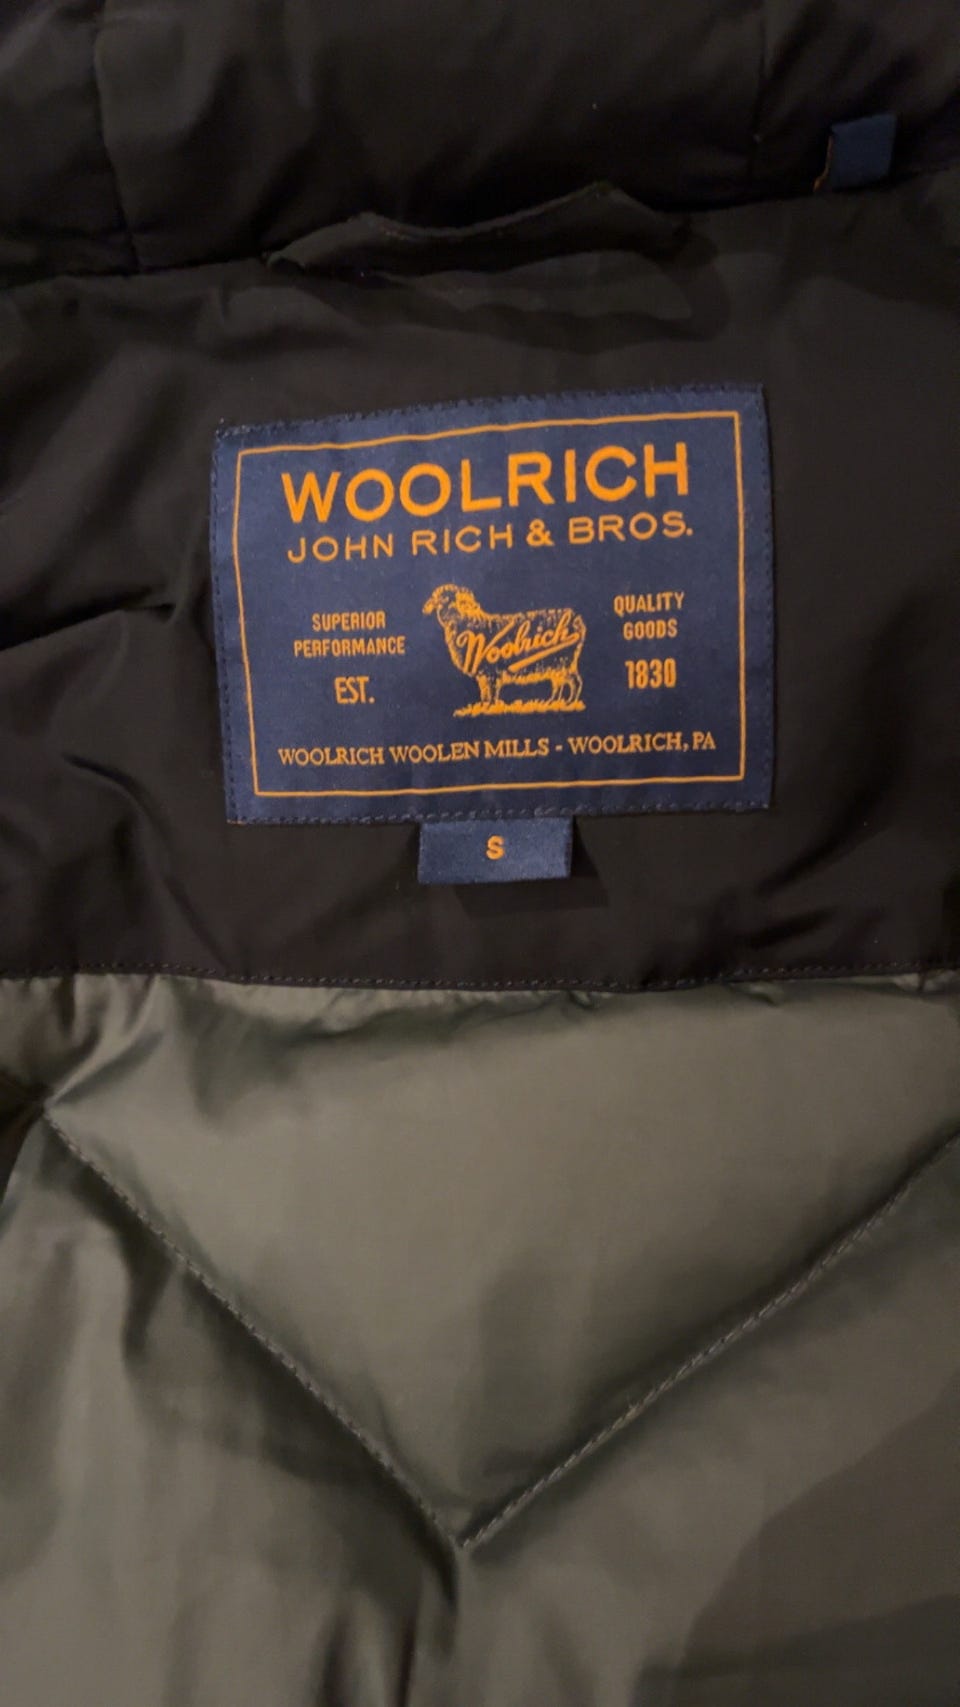 WOOLRICH
JOHN RICH & BROS.
SUPERIOR
PERFORMANCE
EST.
Woolrich
QUALITY
GOODS
1830
WOOLRICH WOOLEN MILLS - WOOLRICH, PA
S